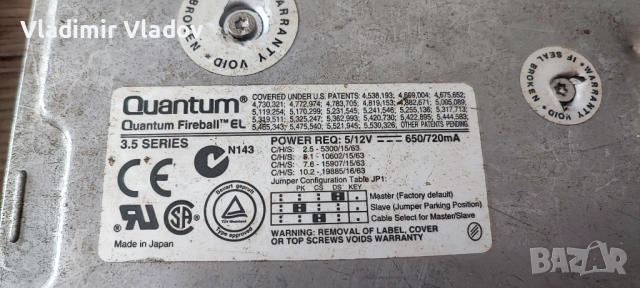 Vladimir Vladov
WARRANTY VOID
WARRANTY VOID IF SEAL BROKEN
Quantum®
Quantum Fireball™ EL
3.5 SERIES
COVERED UNDER U.S. PATENTS: 4,538,193; 4,669,004; 4,675,652;
4,730,321; 4,772,974; 4,783,705; 4,819,153; 4,882,671; 5,005,089;
5,119,254; 5,170,299; 5,231,545; 5,241,546; 5,255,136; 5,317,713;
5,319,511; 5,325,247; 5,362,993; 5,420,730; 5,422,895; 5,444,583;
5,465,343; 5,475,540; 5,521,945; 5,530,326; OTHER PATENTS PENDING.
N143
POWER REQ: 5/12V 650/720mA
C/H/S: 2.5 - 5300/15/63
C/H/S: 5.1 - 10602/15/63
C/H/S: 7.6 - 15907/15/63
C/H/S: 10.2 - 19885/16/63
Jumper Configuration Table JP1:
PK CS DS KEY
Master (Factory default)
Slave (Jumper Parking Position)
Cable Select for Master/Slave
CE
Made in Japan
WARNING: REMOVAL OF LABEL, COVER
OR TOP SCREWS VOIDS WARRANTY
BAZAR